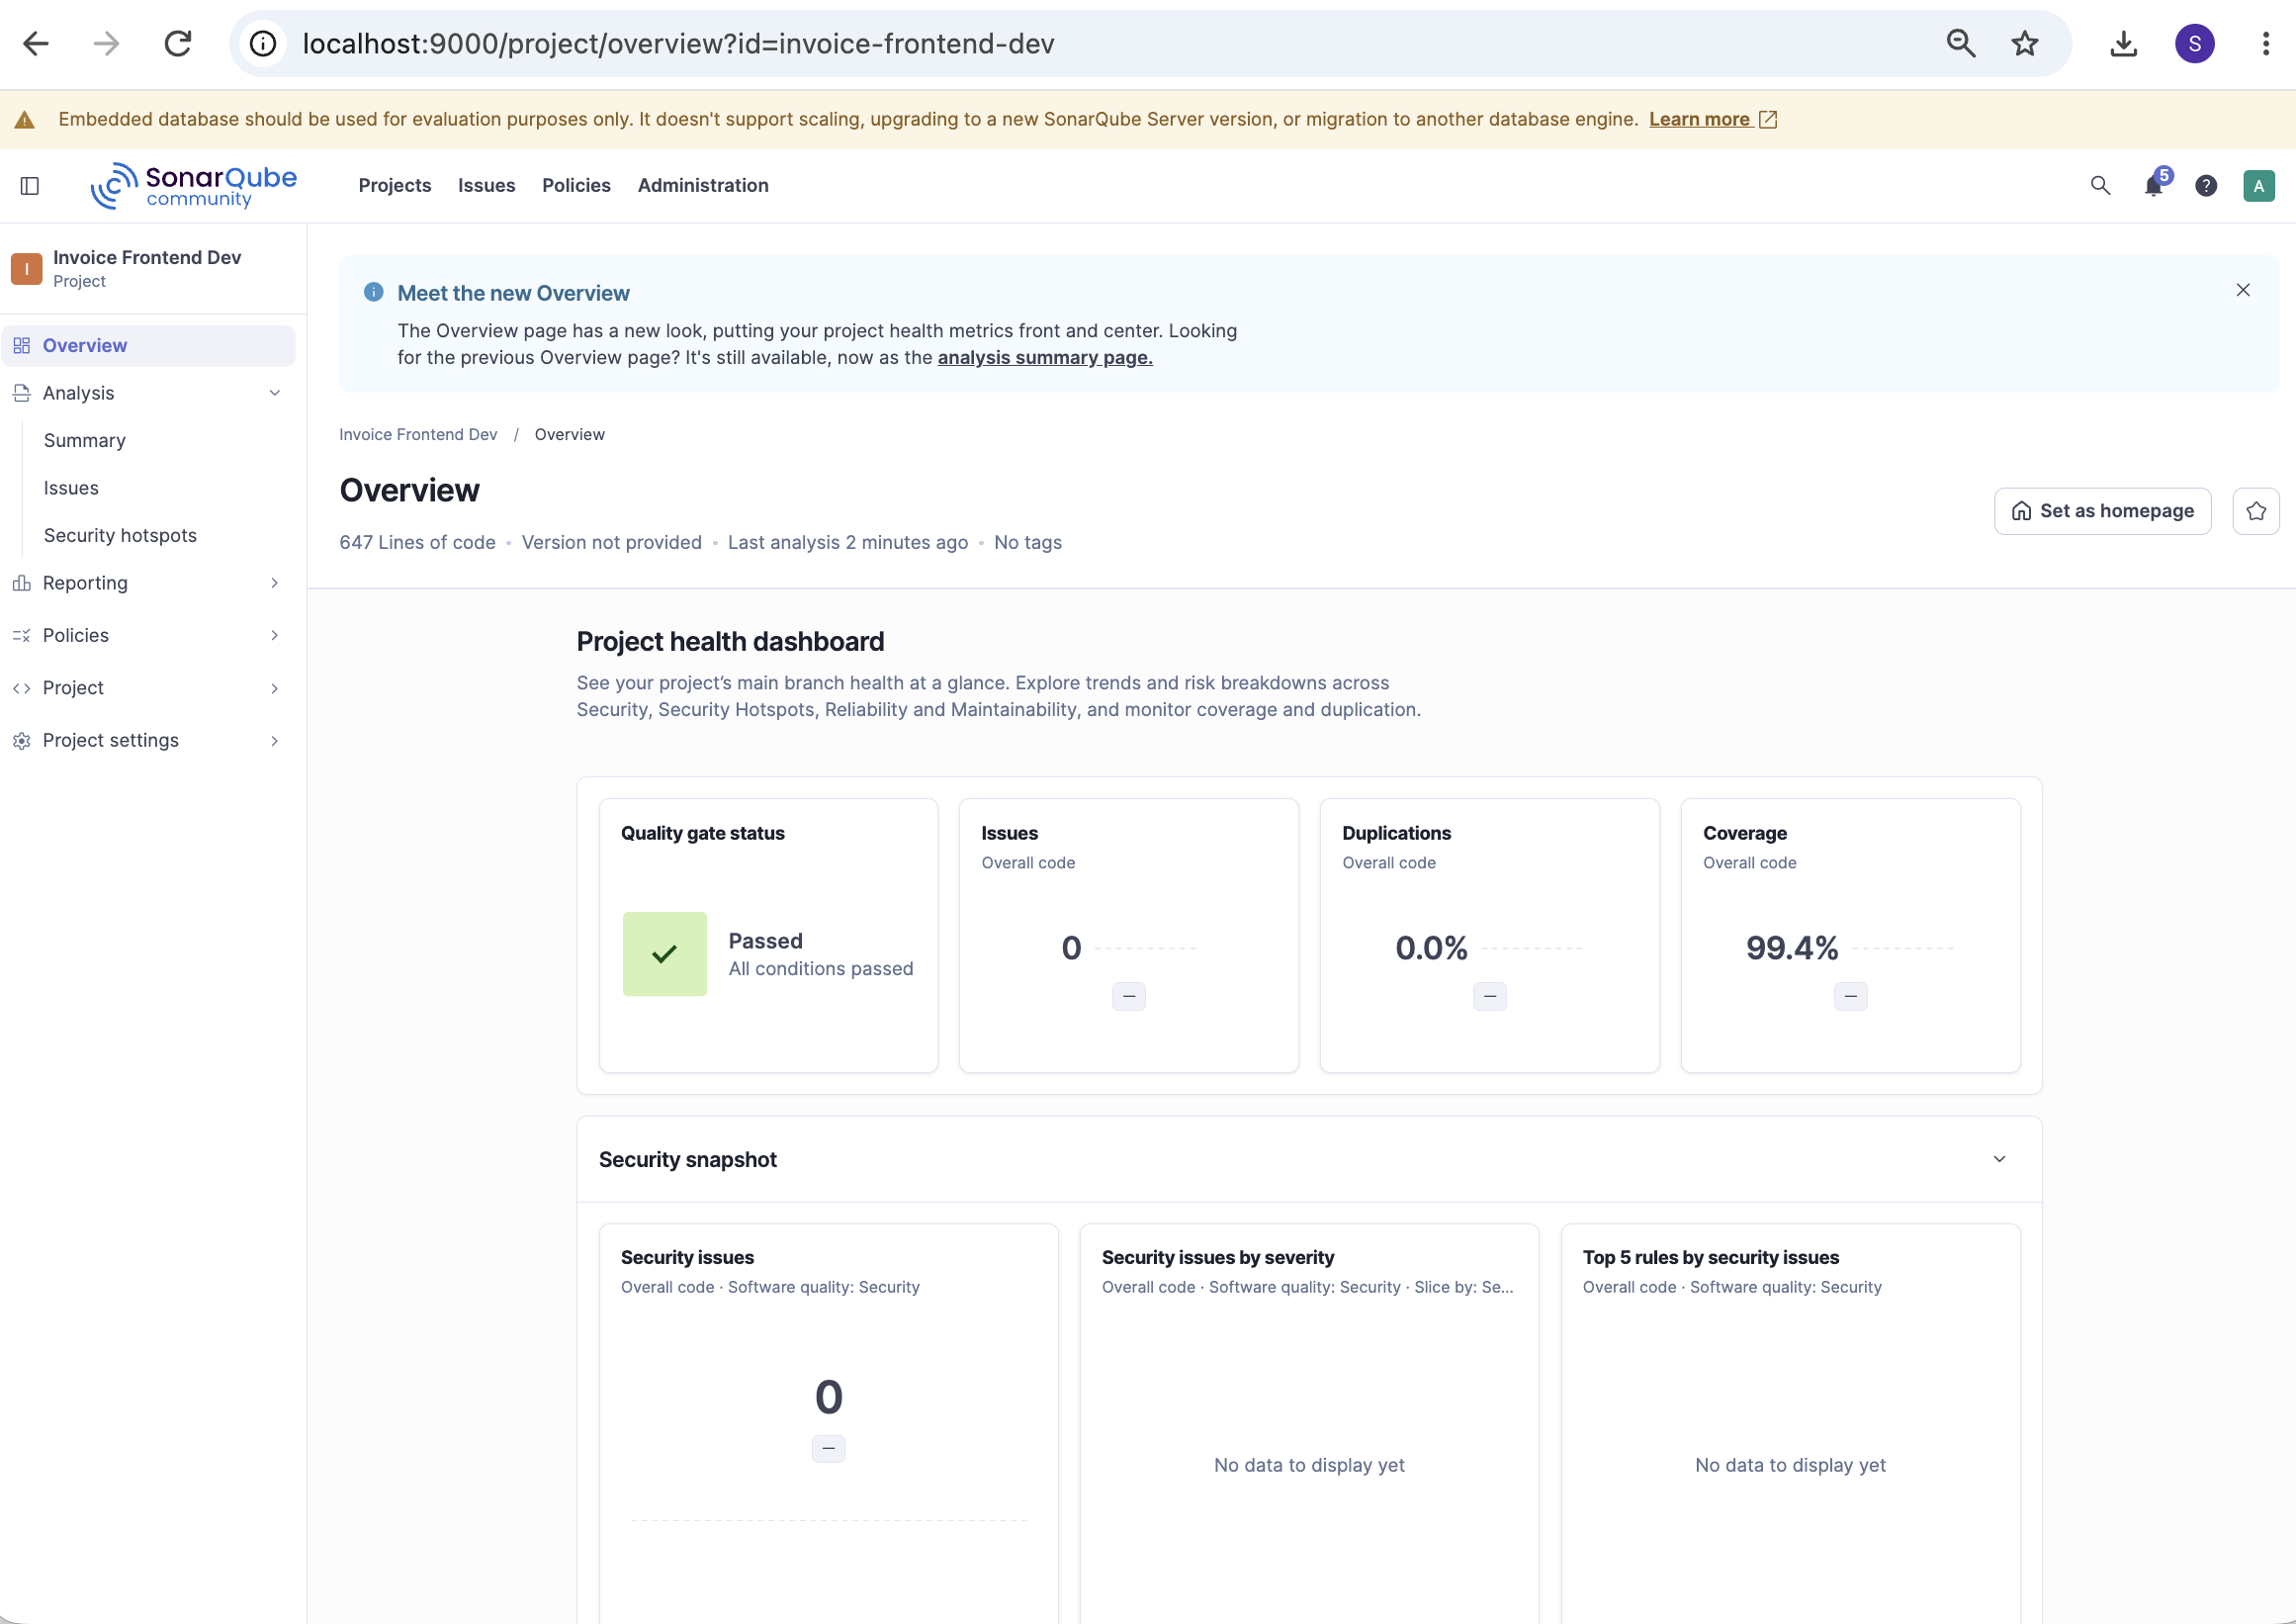 localhost:9000/project/overview?id=invoice-frontend-dev
S
Embedded database should be used for evaluation purposes only. It doesn't support scaling, upgrading to a new SonarQube Server version, or migration to another database engine. Learn more
SonarQube
community
Projects
Issues
Policies
Administration
5
?
A
I
Invoice Frontend Dev
Project
Overview
Analysis
Summary
Issues
Security hotspots
Reporting
Policies
Project
Project settings
Meet the new Overview
The Overview page has a new look, putting your project health metrics front and center. Looking
for the previous Overview page? It's still available, now as the analysis summary page.
Invoice Frontend Dev / Overview
Overview
647 Lines of code • Version not provided • Last analysis 2 minutes ago • No tags
Set as homepage
Project health dashboard
See your project’s main branch health at a glance. Explore trends and risk breakdowns across
Security, Security Hotspots, Reliability and Maintainability, and monitor coverage and duplication.
Quality gate status
Passed
All conditions passed
Issues
Overall code
0
—
Duplications
Overall code
0.0%
—
Coverage
Overall code
99.4%
—
Security snapshot
Security issues
Overall code · Software quality: Security
0
—
Security issues by severity
Overall code · Software quality: Security · Slice by: Se...
No data to display yet
Top 5 rules by security issues
Overall code · Software quality: Security
No data to display yet